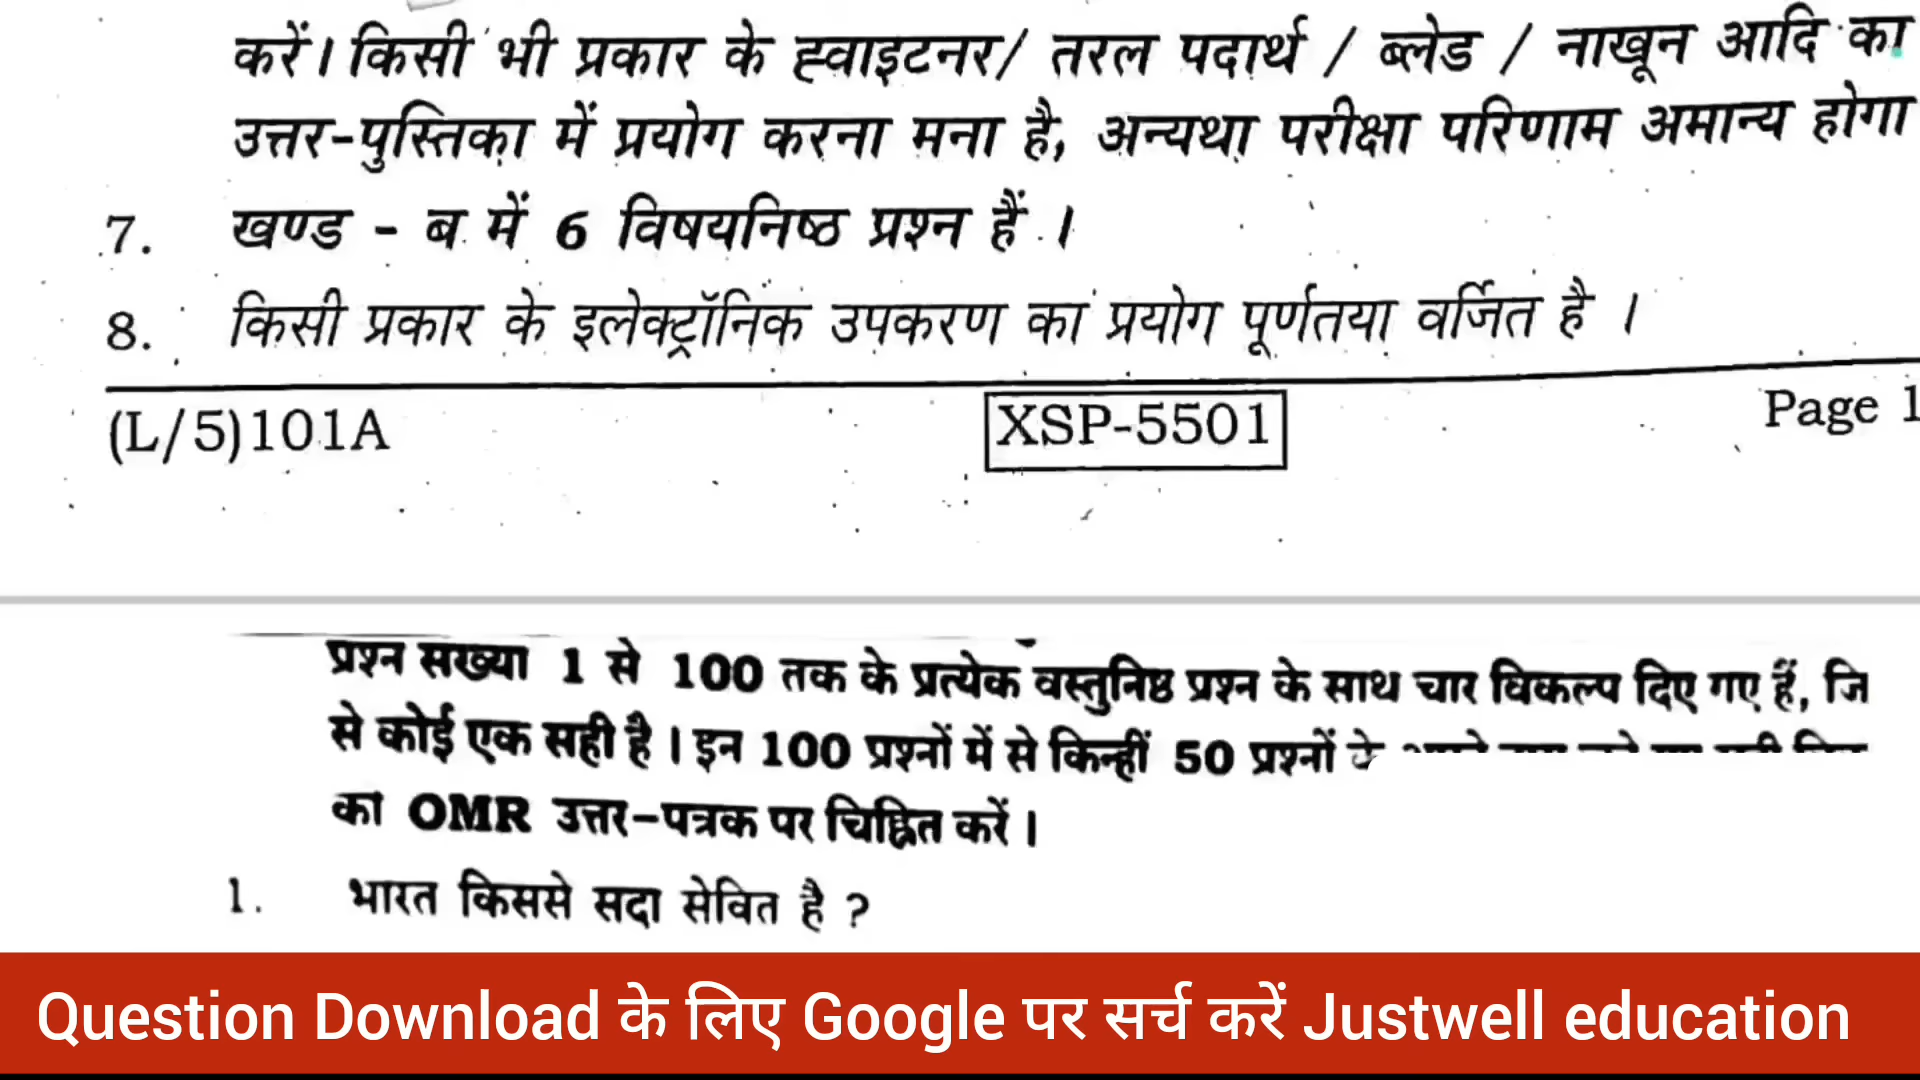 करें। किसी भी प्रकार के ह्वाइटनर/ तरल पदार्थ / ब्लेड / नाखून आदि का
उत्तर-पुस्तिका में प्रयोग करना मना है, अन्यथा परीक्षा परिणाम अमान्य होगा
7. खण्ड - ब में 6 विषयनिष्ठ प्रश्न हैं ।
8. किसी प्रकार के इलेक्ट्रॉनिक उपकरण का प्रयोग पूर्णतया वर्जित है ।
(L/5)101A XSP-5501 Page 1
प्रश्न सख्या 1 से 100 तक के प्रत्येक वस्तुनिष्ठ प्रश्न के साथ चार विकल्प दिए गए हैं, जि
से कोई एक सही है । इन 100 प्रश्नों में से किन्हीं 50 प्रश्नों के
का OMR उत्तर-पत्रक पर चिह्नित करें ।
1. भारत किससे सदा सेवित है ?
Question Download के लिए Google पर सर्च करें Justwell education